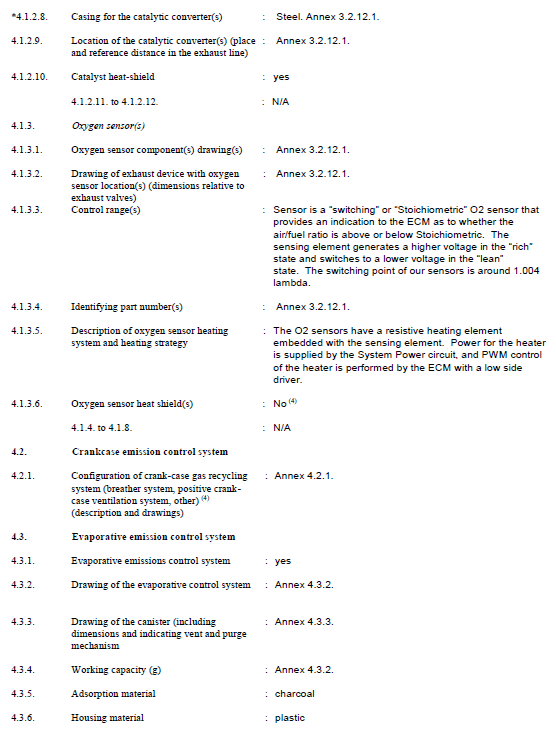 *4.1.2.8. Casing for the catalytic converter(s) : Steel. Annex 3.2.12.1.
4.1.2.9. Location of the catalytic converter(s) (place : Annex 3.2.12.1.
and reference distance in the exhaust line)
4.1.2.10. Catalyst heat-shield : yes
4.1.2.11. to 4.1.2.12. : N/A
4.1.3. Oxygen sensor(s)
4.1.3.1. Oxygen sensor component(s) drawing(s) : Annex 3.2.12.1.
4.1.3.2. Drawing of exhaust device with oxygen : Annex 3.2.12.1.
sensor location(s) (dimensions relative to
exhaust valves)
4.1.3.3. Control range(s) : Sensor is a "switching" or "Stoichiometric" O2 sensor that
provides an indication to the ECM as to whether the
air/fuel ratio is above or below Stoichiometric. The
sensing element generates a higher voltage in the "rich"
state and switches to a lower voltage in the "lean"
state. The switching point of our sensors is around 1.004
lambda.
4.1.3.4. Identifying part number(s) : Annex 3.2.12.1.
4.1.3.5. Description of oxygen sensor heating : The O2 sensors have a resistive heating element
system and heating strategy embedded with the sensing element. Power for the heater
is supplied by the System Power circuit, and PWM control
of the heater is performed by the ECM with a low side
driver.
4.1.3.6. Oxygen sensor heat shield(s) : No (4)
4.1.4. to 4.1.8. : N/A
4.2. Crankcase emission control system
4.2.1. Configuration of crank-case gas recycling : Annex 4.2.1.
system (breather system, positive crank-
case ventilation system, other) (4)
(description and drawings)
4.3. Evaporative emission control system
4.3.1. Evaporative emissions control system : yes
4.3.2. Drawing of the evaporative control system : Annex 4.3.2.
4.3.3. Drawing of the canister (including : Annex 4.3.3.
dimensions and indicating vent and purge
mechanism
4.3.4. Working capacity (g) : Annex 4.3.2.
4.3.5. Adsorption material : charcoal
4.3.6. Housing material : plastic